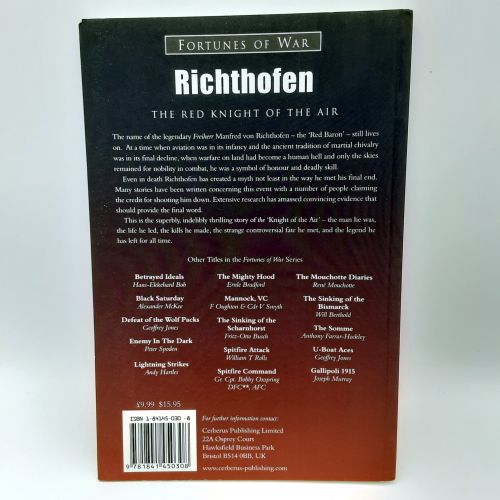 FORTUNES OF WAR
Richthofen
THE RED KNIGHT OF THE AIR
The name of the legendary Freiherr Manfred von Richthofen – the ‘Red Baron’ – still lives
on. At a time when aviation was in its infancy and the ancient tradition of martial chivalry
was in its final decline, when warfare on land had become a human hell and only the skies
remained for nobility in combat, he was a symbol of honour and deadly skill.
Even in death Richthofen has created a myth not least in the way he met his final end.
Many stories have been written concerning this event with a number of people claiming
the credit for shooting him down. Extensive research has amassed convincing evidence that
should provide the final word.
This is the superbly, indelibly thrilling story of the ‘Knight of the Air’ – the man he was,
the life he led, the kills he made, the strange controversial fate he met, and the legend he
has left for all time.
Other Titles in the Fortunes of War Series
Betrayed Ideals
Hans-Ekkehard Bob
Black Saturday
Alexander McKee
Defeat of the Wolf Packs
Geoffrey Jones
Enemy In The Dark
Peter Spoden
Lightning Strikes
Andy Hartles
The Mighty Hood
Ernle Bradford
Mannock, VC
F Oughton & Cdr V Smyth
The Sinking of the
Scharnhorst
Fritz-Otto Busch
Spitfire Attack
William T Rolls
Spitfire Command
Gr. Cpt. Bobby Oxspring
DFC**, AFC
The Mouchotte Diaries
René Mouchotte
The Sinking of the
Bismarck
Will Berthold
The Somme
Anthony Farrar-Hockley
U-Boat Aces
Geoffrey Jones
Gallipoli 1915
Joseph Murray
£9.99 $15.95
ISBN 1-84145-030-8
9 781841 450308
For further information contact:
Cerberus Publishing Limited
22A Osprey Court
Hawksfield Business Park
Bristol BS14 0BB, UK
www.cerberus-publishing.com